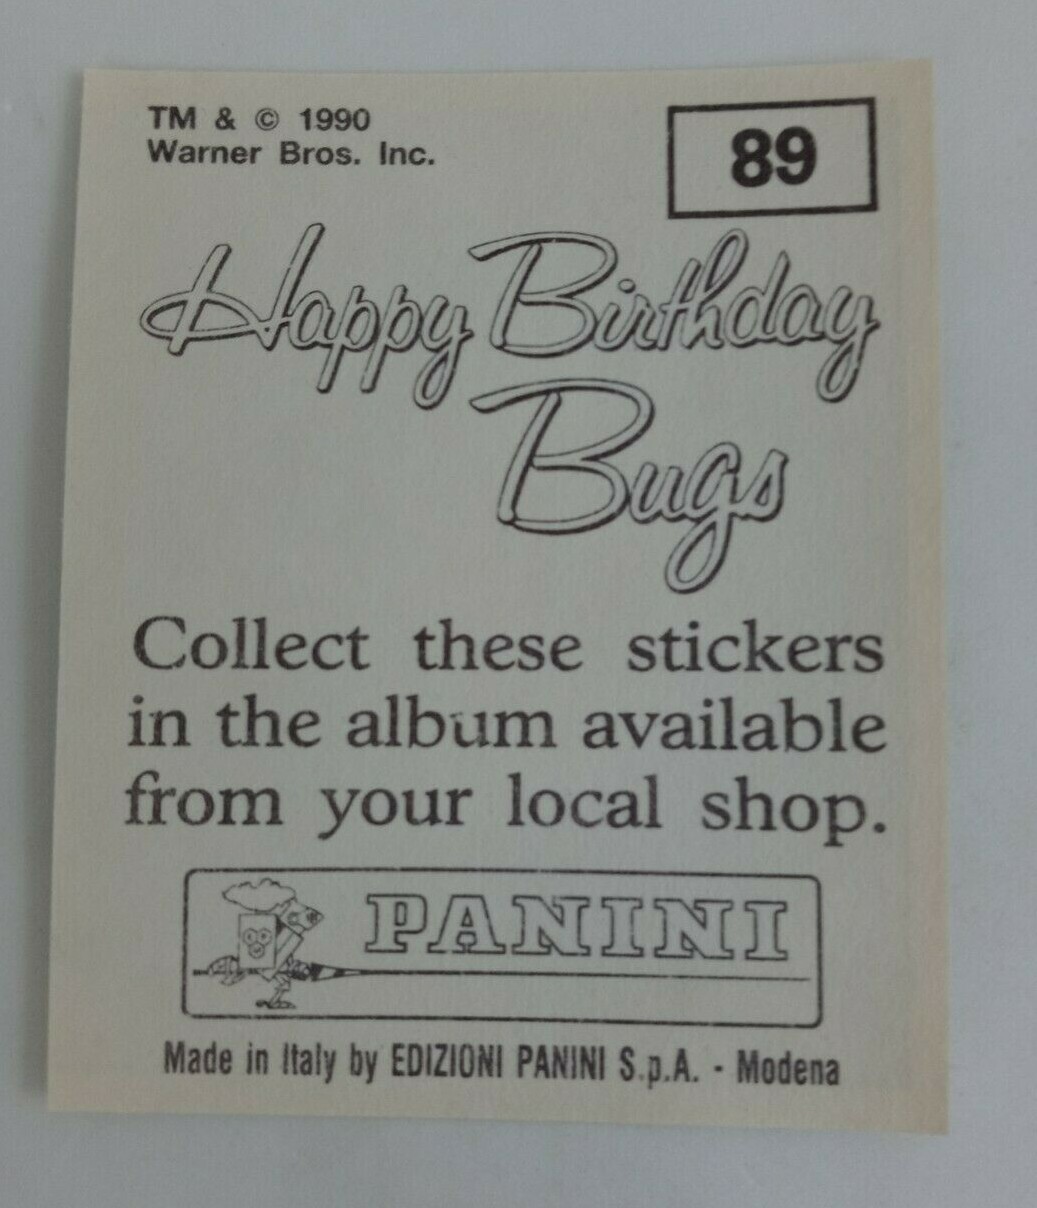 TM & © 1990
Warner Bros. Inc.
89
Happy Birthday
Bugs
Collect these stickers
in the album available
from your local shop.
PANINI
Made in Italy by EDIZIONI PANINI S.p.A. - Modena